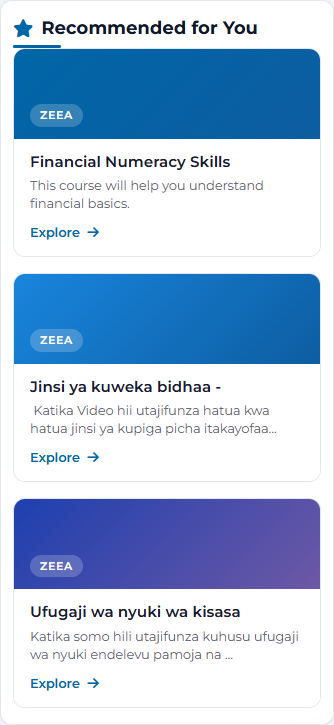 Recommended for You
ZEEA
Financial Numeracy Skills
This course will help you understand
financial basics.
Explore →
ZEEA
Jinsi ya kuweka bidhaa -
Katika Video hii utajifunza hatua kwa
hatua jinsi ya kupiga picha itakayofaa...
Explore →
ZEEA
Ufugaji wa nyuki wa kisasa
Katika somo hili utajifunza kuhusu ufugaji
wa nyuki endelevu pamoja na ...
Explore →